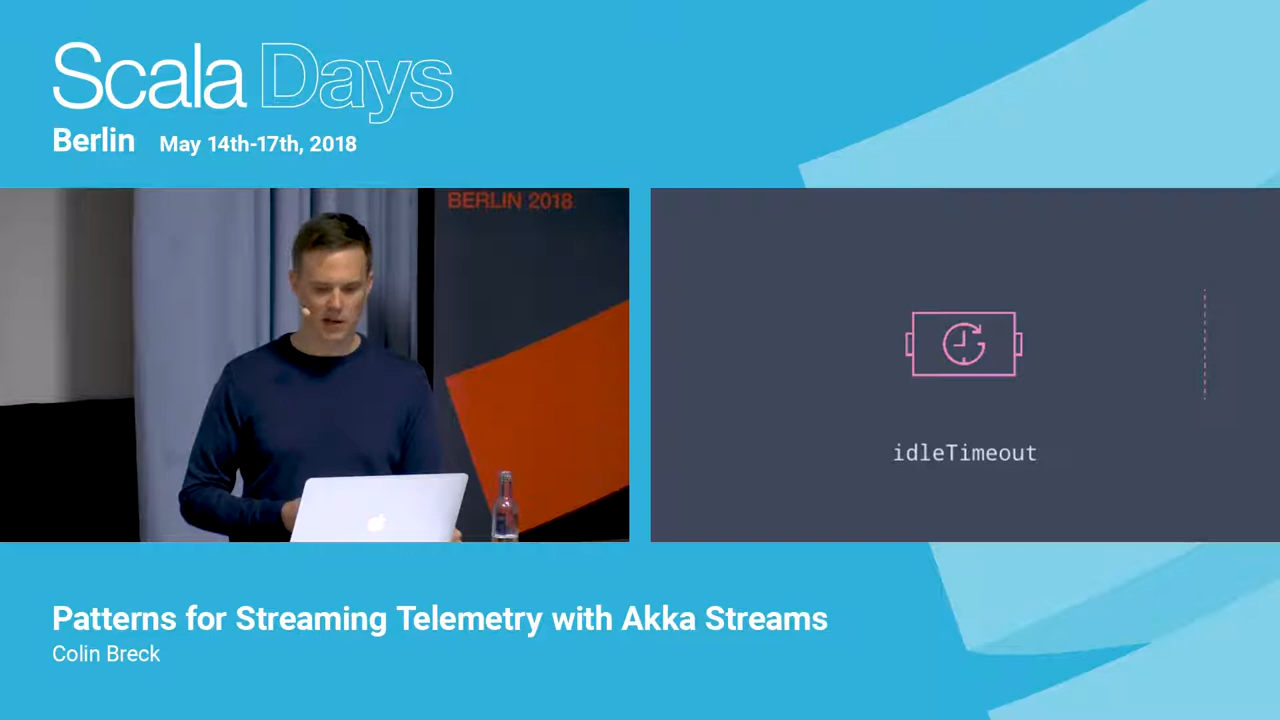 Scala Days
Berlin May 14th-17th, 2018
BERLIN 2018
idleTimeout
Patterns for Streaming Telemetry with Akka Streams
Colin Breck